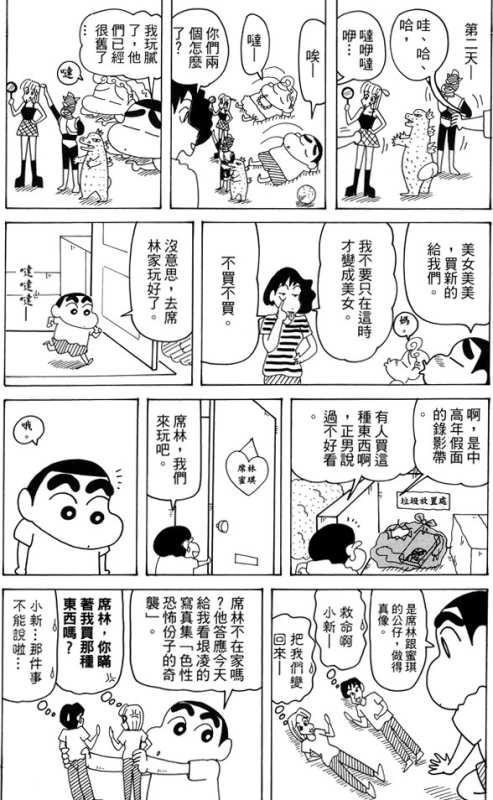 第二天—
哇、哈、
哈,
噠咿噠
咿…
唉—
噠—
你們兩
個怎麼
了?
我玩膩
了,他
們已經
很舊了
…
噠。
美女美美
,買新的
給我們。
媽。
我不要只在這時
才變成美女。
不買不買。
沒意思,去席
林家玩好了。
噠噠噠—
啊,是中
高年假面
的錄影帶
。
垃圾放置處
有人買這
種東西啊
,正男說
過不好看
。
席林
蜜琪
席林,我們
來玩吧。
哦。
是席林跟蜜琪
的公仔,做得
真像。
救命啊
小新—
把我們變
回來—
席林不在家嗎
?他答應今天
給我看垠凌的
寫真集「色性
恐怖份子的奇
襲」。
席林,你瞞
著我買那種
東西嗎?
小新…那件事
不能說啦…